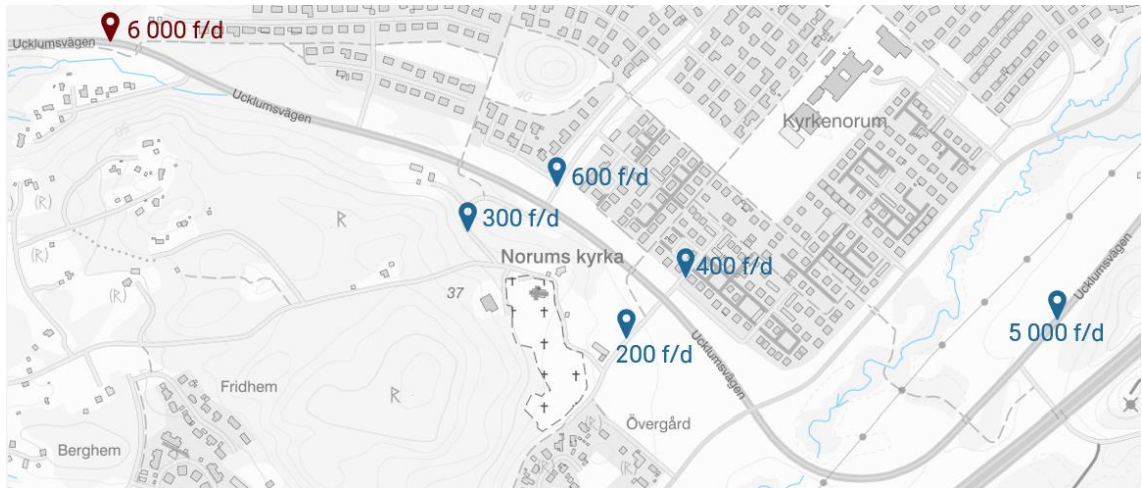 6 000 f/d
Ucklumsvägen
Ucklumsvägen
40
Kyrkenorum
600 f/d
(R)
R
300 f/d
Norums kyrka
400 f/d
(R)
(R)
37
Ucklumsvägen
5 000 f/d
200 f/d
Ucklumsvägen
R
Fridhem
Övergård
(R)
Berghem
(R)
(R)